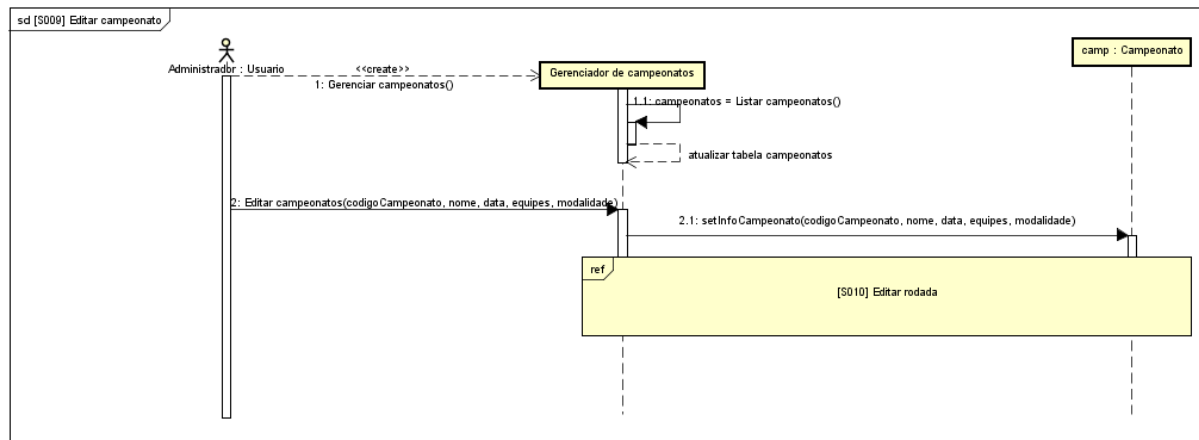 sd [S009] Editar campeonato
Administrador : Usuario
<<create>>
1: Gerenciar campeonatos()
Gerenciador de campeonatos
camp : Campeonato
1.1: campeonatos = Listar campeonatos()
atualizar tabela campeonatos
2: Editar campeonatos(codigoCampeonato, nome, data, equipes, modalidade)
2.1: setInfoCampeonato(codigoCampeonato, nome, data, equipes, modalidade)
ref
[S010] Editar rodada